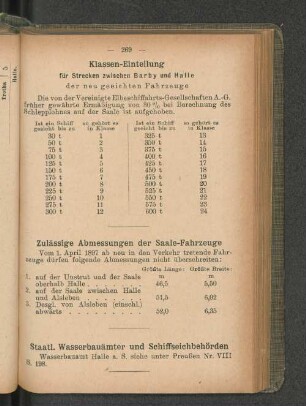 — 269 —
Klassen-Einteilung
für Strecken zwischen Barby und Halle
der neu geeichten Fahrzeuge
Die von der Vereinigte Elbeschiffahrts-Gesellschaften A.-G.
früher gewährte Ermäßigung von 30 % bei Berechnung des
Schlepplohnes auf der Saale ist aufgehoben.
Ist ein Schiff geeicht bis zu so gehört es in Klasse Ist ein Schiff geeicht bis zu so gehört es in Klasse
30 t 1 325 t 13
50 t 2 350 t 14
75 t 3 375 t 15
100 t 4 400 t 16
125 t 5 425 t 17
150 t 6 450 t 18
175 t 7 475 t 19
200 t 8 500 t 20
225 t 9 525 t 21
250 t 10 550 t 22
275 t 11 575 t 23
300 t 12 600 t 24
Zulässige Abmessungen der Saale-Fahrzeuge
Vom 1. April 1897 ab neu in den Verkehr tretende Fahr-
zeuge dürfen folgende Abmessungen nicht überschreiten:
Größte Länge: Größte Breite:
m m
1. auf der Unstrut und der Saale
oberhalb Halle 46,5 5,50
2. auf der Saale zwischen Halle
und Alsleben 51,5 6,02
3. Desgl. von Alsleben (einschl.)
abwärts 52,0 6,35
Staatl. Wasserbauämter und Schiffseichbehörden
Wasserbauamt Halle a. S. siehe unter Preußen Nr. VIII
S. 198.
5
Halle.